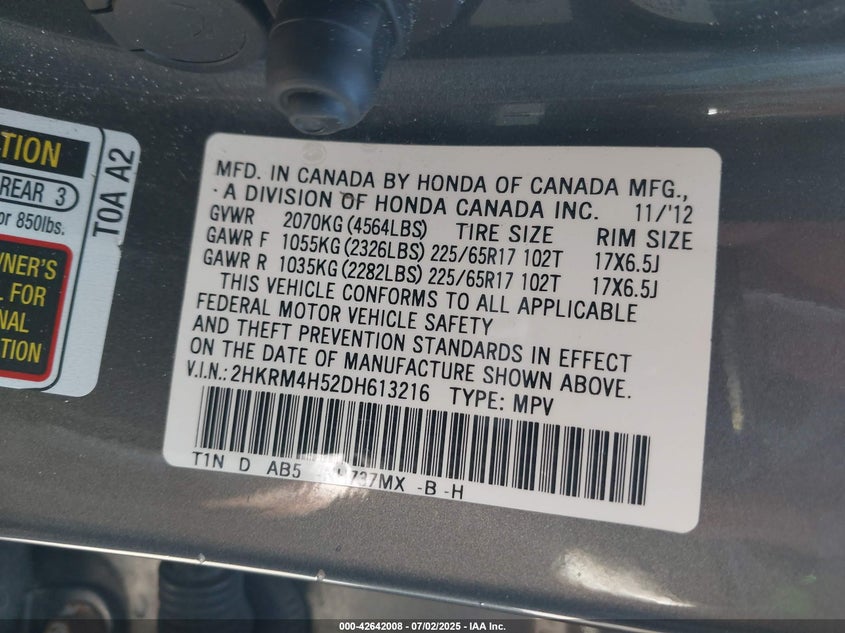 TION
REAR 3
or 850lbs.
T0A A2
WNER'S
L FOR
NAL
TION
MFD. IN CANADA BY HONDA OF CANADA MFG.,
A DIVISION OF HONDA CANADA INC. 11/'12
GVWR 2070KG (4564LBS) TIRE SIZE RIM SIZE
GAWR F 1055KG (2326LBS) 225/65R17 102T 17X6.5J
GAWR R 1035KG (2282LBS) 225/65R17 102T 17X6.5J
THIS VEHICLE CONFORMS TO ALL APPLICABLE
FEDERAL MOTOR VEHICLE SAFETY
AND THEFT PREVENTION STANDARDS IN EFFECT
ON THE DATE OF MANUFACTURE SHOWN ABOVE.
V.I.N.: 2HKRM4H52DH613216 TYPE: MPV
T1N D AB5 737MX -B -H
000-42642008 - 07/02/2025 - IAA Inc.